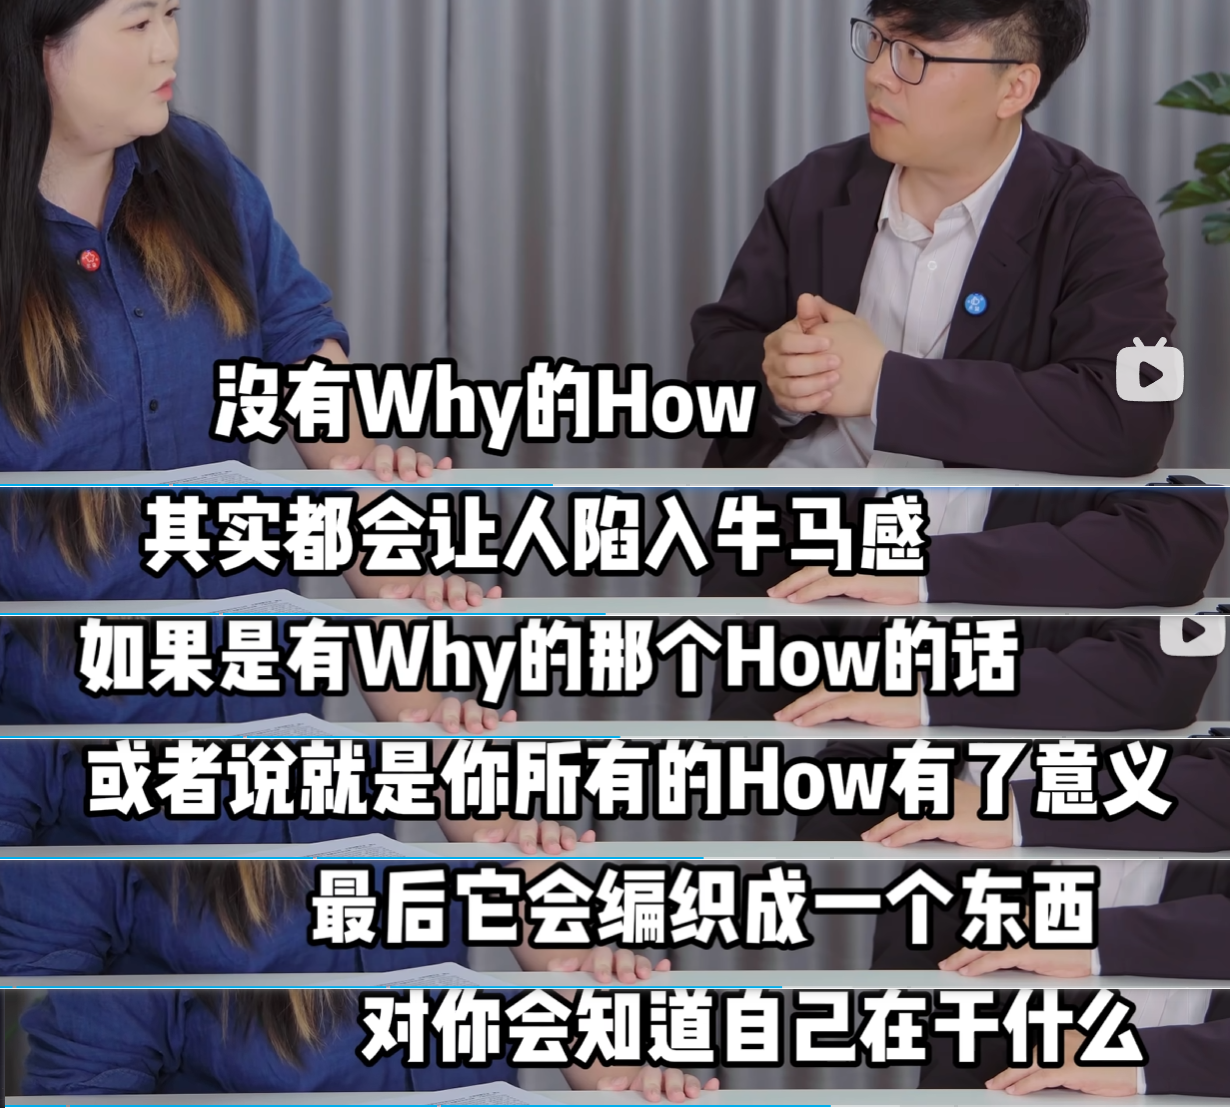 没有Why的How
其实都会让人陷入牛马感
如果是有Why的那个How的话
或者说就是你所有的How有了意义
最后它会编织成一个东西
对你会知道自己在干什么